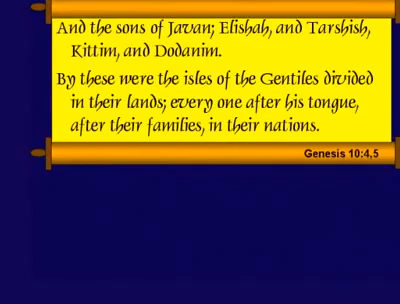 And the sons of Javan; Elishah, and Tarshish,
Kittim, and Dodanim.
By these were the isles of the Gentiles divided
in their lands; every one after his tongue,
after their families, in their nations.
Genesis 10:4,5